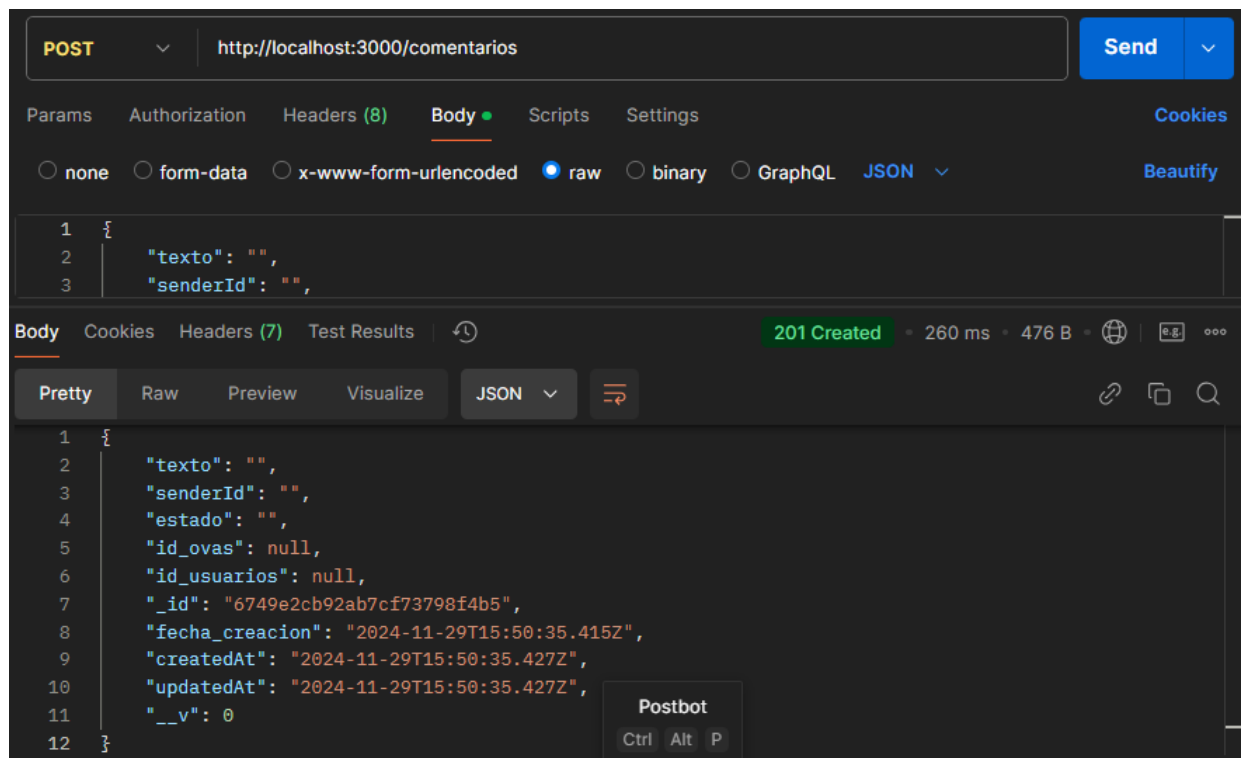 POST http://localhost:3000/comentarios Send
Params Authorization Headers (8) Body Scripts Settings Cookies
none form-data x-www-form-urlencoded raw binary GraphQL JSON Beautify
1 {
2 "texto": "",
3 "senderId": "",
Body Cookies Headers (7) Test Results 201 Created 260 ms 476 B e.g.
Pretty Raw Preview Visualize JSON
1 {
2 "texto": "",
3 "senderId": "",
4 "estado": "",
5 "id_ovas": null,
6 "id_usuarios": null,
7 "_id": "6749e2cb92ab7cf73798f4b5",
8 "fecha_creacion": "2024-11-29T15:50:35.415Z",
9 "createdAt": "2024-11-29T15:50:35.427Z",
10 "updatedAt": "2024-11-29T15:50:35.427Z",
11 "__v": 0
12 }
Postbot
Ctrl Alt P